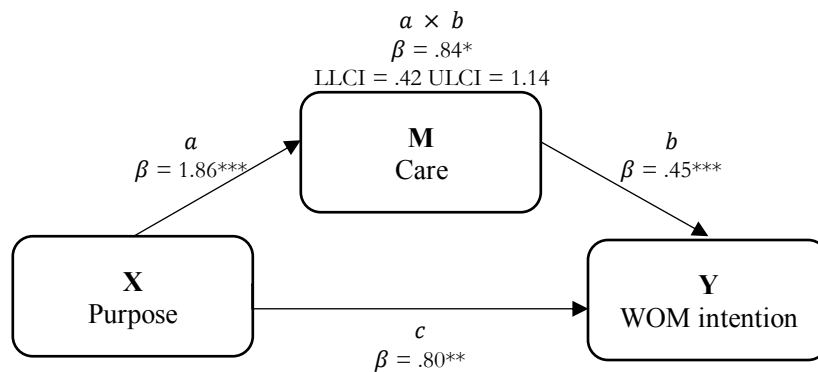 a × b
β = .84*
LLCI = .42 ULCI = 1.14
M
Care
a
β = 1.86***
b
β = .45***
X
Purpose
Y
WOM intention
c
β = .80**